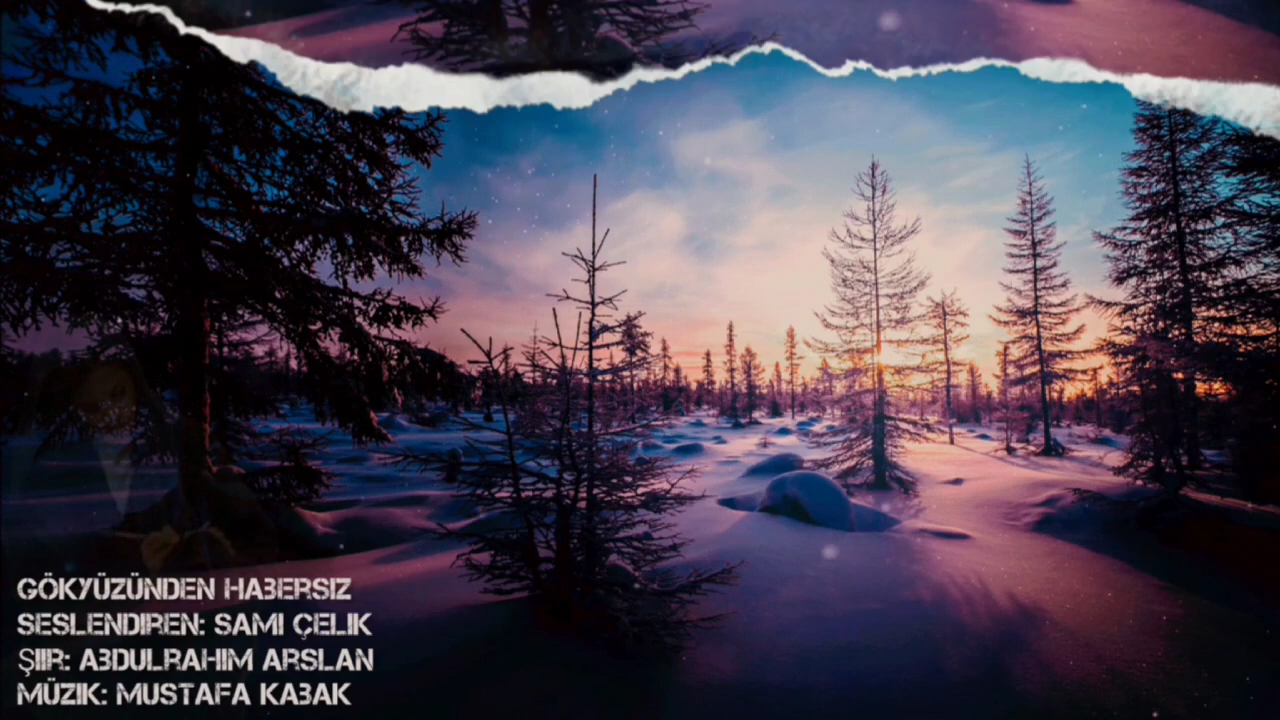 GÖKYÜZÜNDEN HABERSIZ
SESLENDIREN: SAMI ÇELIK
ŞIIR: ABDULRAHIM ARSLAN
MÜZIK: MUSTAFA KABAK